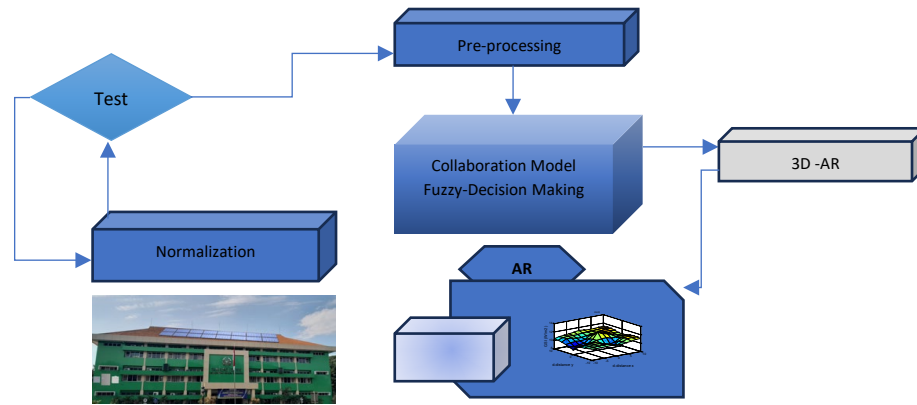 Pre-processing
Test
Collaboration Model
Fuzzy-Decision Making
3D -AR
Normalization
AR